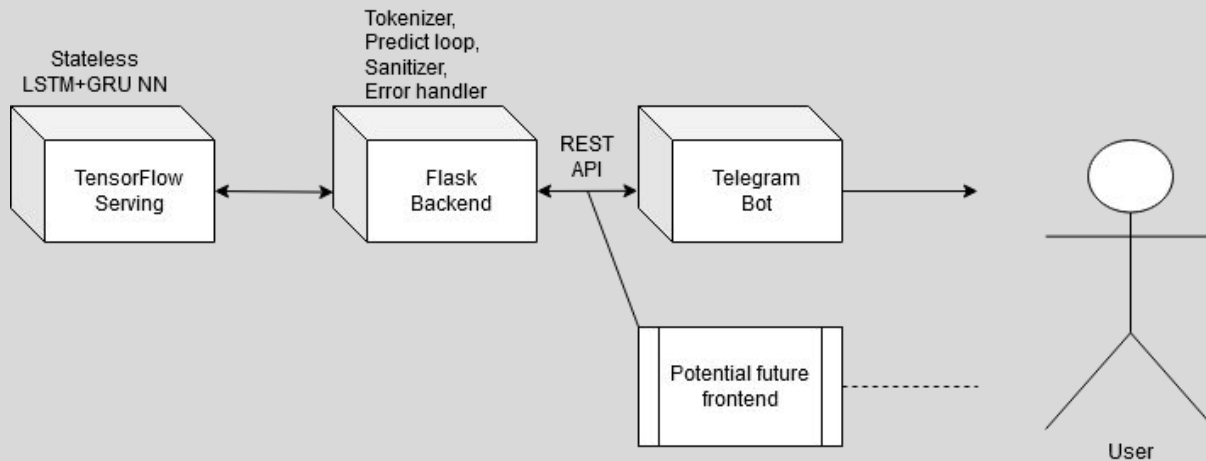 Stateless
LSTM+GRU NN
Tokenizer,
Predict loop,
Sanitizer,
Error handler
TensorFlow
Serving
Flask
Backend
REST
API
Telegram
Bot
Potential future
frontend
User